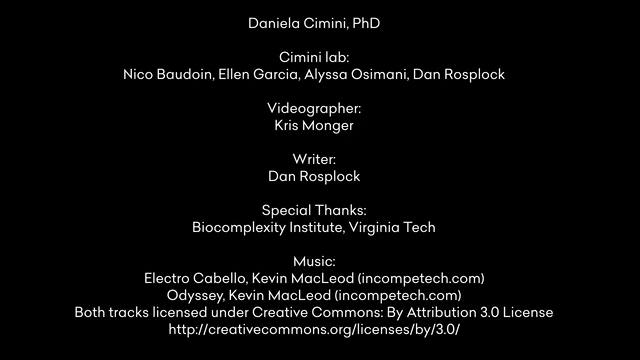 Daniela Cimini, PhD
Cimini lab:
Nico Baudoin, Ellen Garcia, Alyssa Osimani, Dan Rosplock
Videographer:
Kris Monger
Writer:
Dan Rosplock
Special Thanks:
Biocomplexity Institute, Virginia Tech
Music:
Electro Cabello, Kevin MacLeod (incompetech.com)
Odyssey, Kevin MacLeod (incompetech.com)
Both tracks licensed under Creative Commons: By Attribution 3.0 License
http://creativecommons.org/licenses/by/3.0/